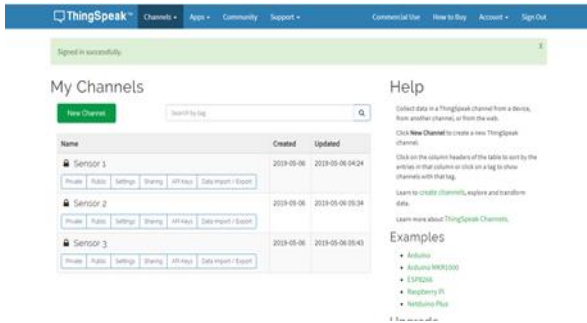 ThingSpeak™ Channels Apps Community Support Commercial Use How to Buy Account Sign Out
Signed in successfully. X
My Channels
New Channel Search by tag
Name Created Updated
Sensor 1 2019-05-06 2019-05-06 04:24
Private Public Settings Sharing API Keys Data Import / Export
Sensor 2 2019-05-06 2019-05-06 05:34
Private Public Settings Sharing API Keys Data Import / Export
Sensor 3 2019-05-06 2019-05-06 05:43
Private Public Settings Sharing API Keys Data Import / Export
Help
Collect data in a ThingSpeak channel from a device,
from another channel, or from the web.
Click New Channel to create a new ThingSpeak
channel.
Click on the column headers of the table to sort by the
entries in that column or click on a tag to show
channels with that tag.
Learn to create channels, explore and transform
data.
Learn more about ThingSpeak Channels.
Examples
Arduino
Arduino MKR1000
ESP8266
Raspberry Pi
Netduino Plus
Upgrade